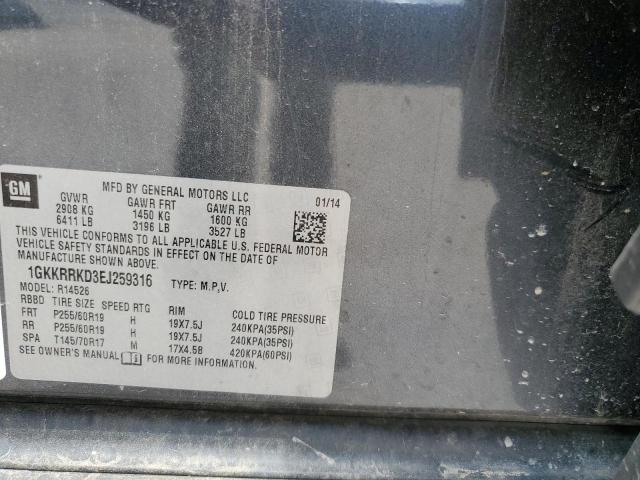 GM
MFD BY GENERAL MOTORS LLC
01/14
GVWR GAWR FRT GAWR RR
2908 KG 1450 KG 1600 KG
6411 LB 3196 LB 3527 LB
THIS VEHICLE CONFORMS TO ALL APPLICABLE U.S. FEDERAL MOTOR
VEHICLE SAFETY STANDARDS IN EFFECT ON THE DATE OF
MANUFACTURE SHOWN ABOVE.
1GKKRRKD3EJ259316 TYPE: M.P.V.
MODEL: R14526
RBBD TIRE SIZE SPEED RTG RIM COLD TIRE PRESSURE
FRT P255/60R19 H 19X7.5J 240KPA(35PSI)
RR P255/60R19 H 19X7.5J 240KPA(35PSI)
SPA T145/70R17 M 17X4.5B 420KPA(60PSI)
SEE OWNER'S MANUAL FOR MORE INFORMATION.